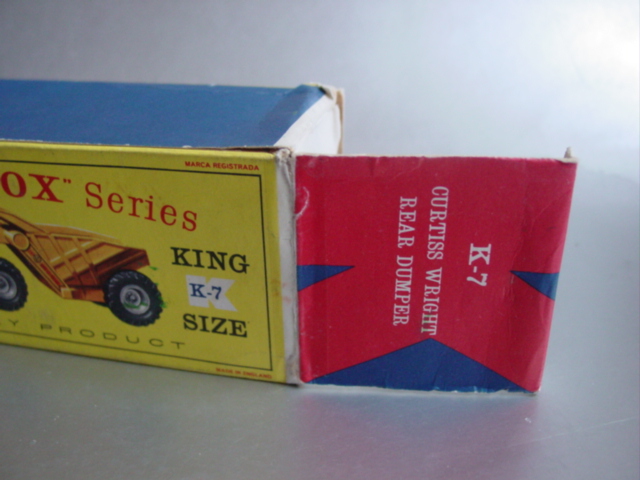 MARCA REGISTRADA
OX" Series
KING
K-7
SIZE
Y PRODUCT
MADE IN ENGLAND
K-7
CURTISS WRIGHT
REAR DUMPER